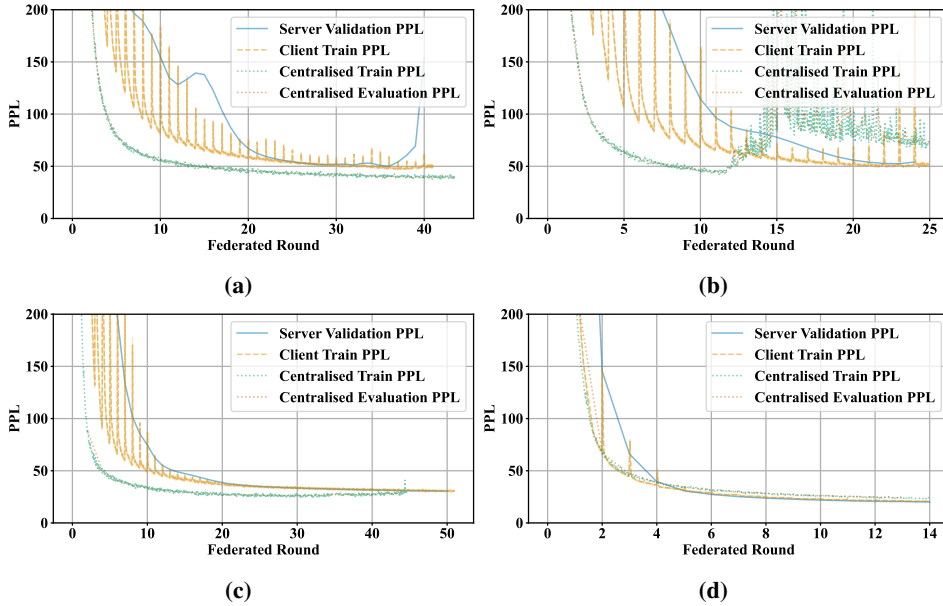 200
150
100
50
0
PPL
0 10 20 30 40
Federated Round
Server Validation PPL
Client Train PPL
Centralised Train PPL
Centralised Evaluation PPL
(a)
200
150
100
50
0
PPL
0 5 10 15 20 25
Federated Round
Server Validation PPL
Client Train PPL
Centralised Train PPL
Centralised Evaluation PPL
(b)
200
150
100
50
0
PPL
0 10 20 30 40 50
Federated Round
Server Validation PPL
Client Train PPL
Centralised Train PPL
Centralised Evaluation PPL
(c)
200
150
100
50
0
PPL
0 2 4 6 8 10 12 14
Federated Round
Server Validation PPL
Client Train PPL
Centralised Train PPL
Centralised Evaluation PPL
(d)